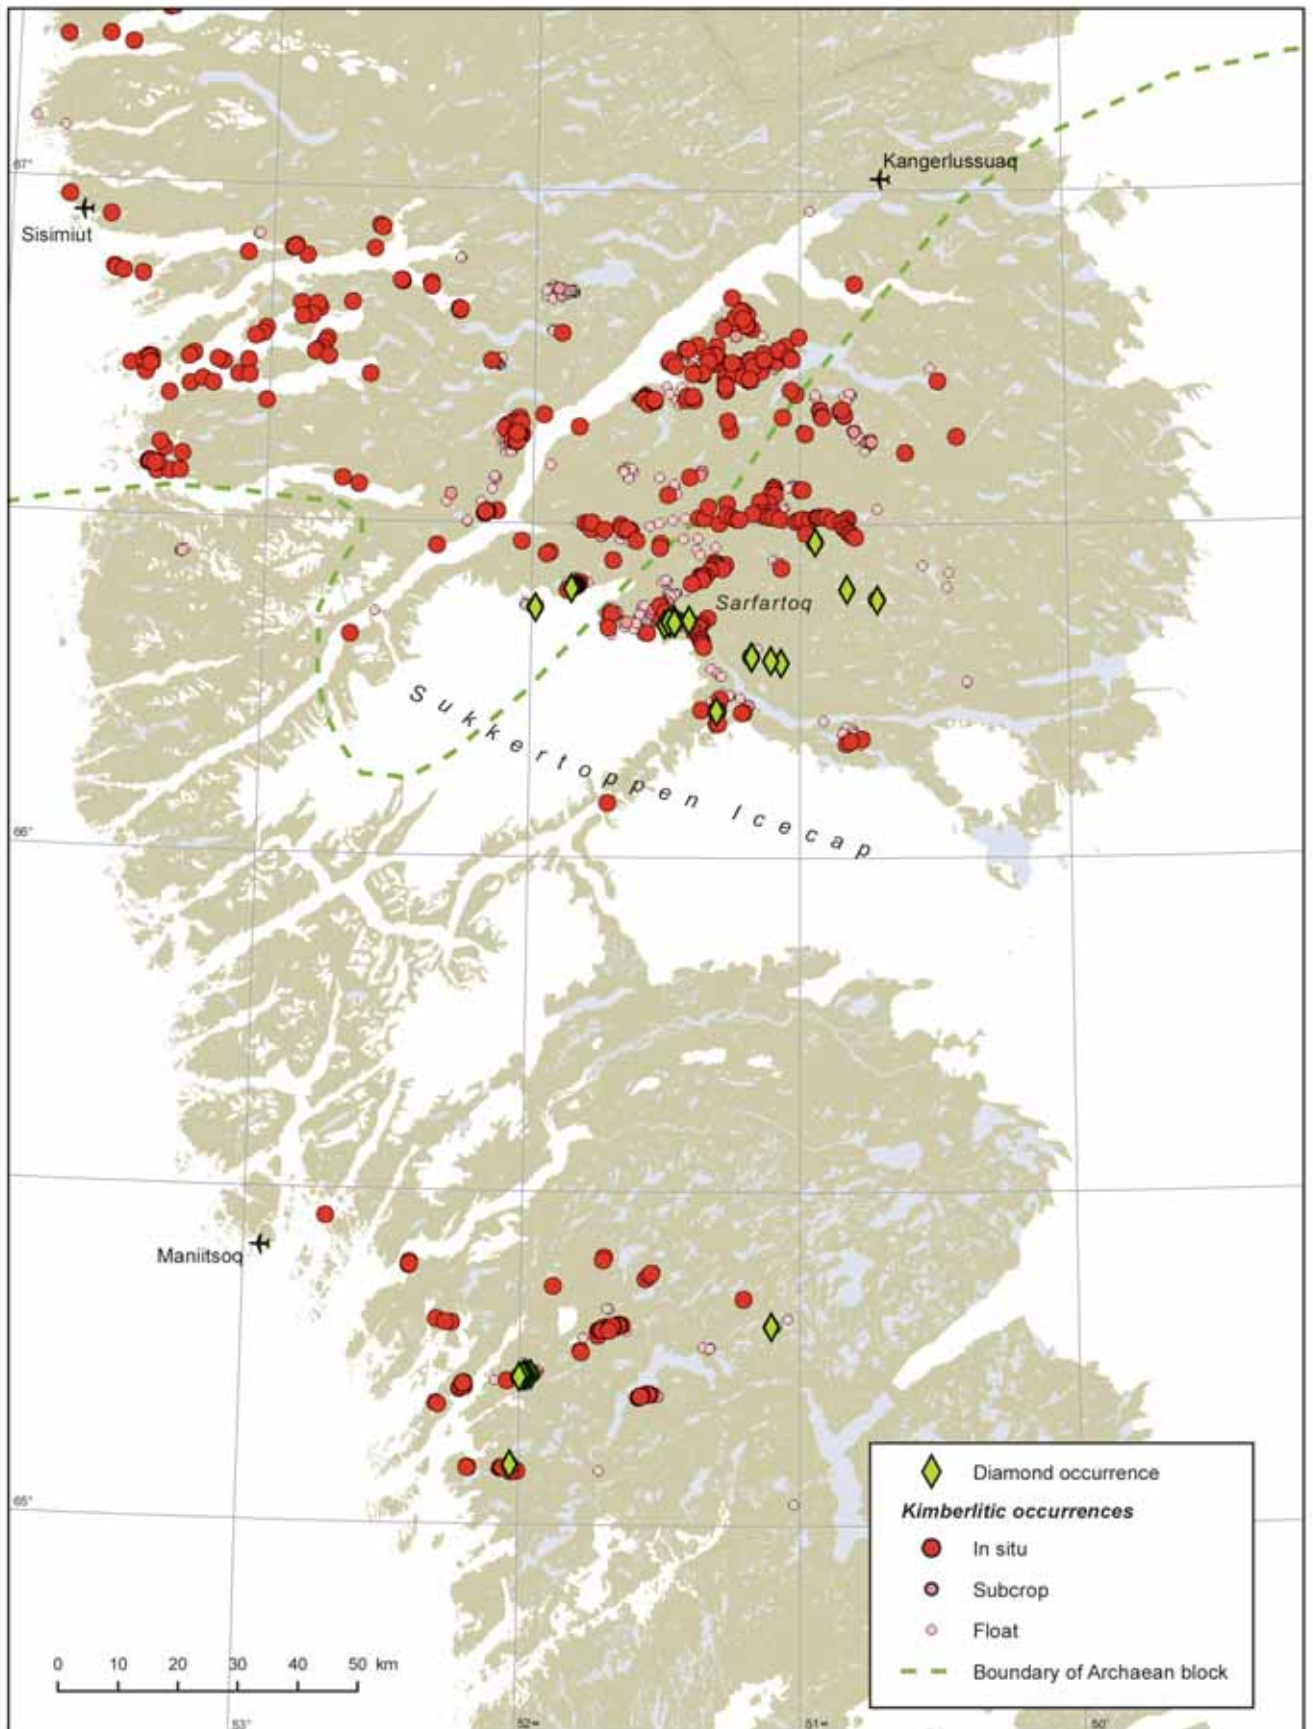 Kangerlussuaq
67°
Sisimiut
Sarfartoq
Sukkertoppen Icecap
66°
Maniitsoq
65°
Diamond occurrence
Kimberlitic occurrences
In situ
Subcrop
Float
Boundary of Archaean block
0 10 20 30 40 50 km
53° 52° 51° 50°